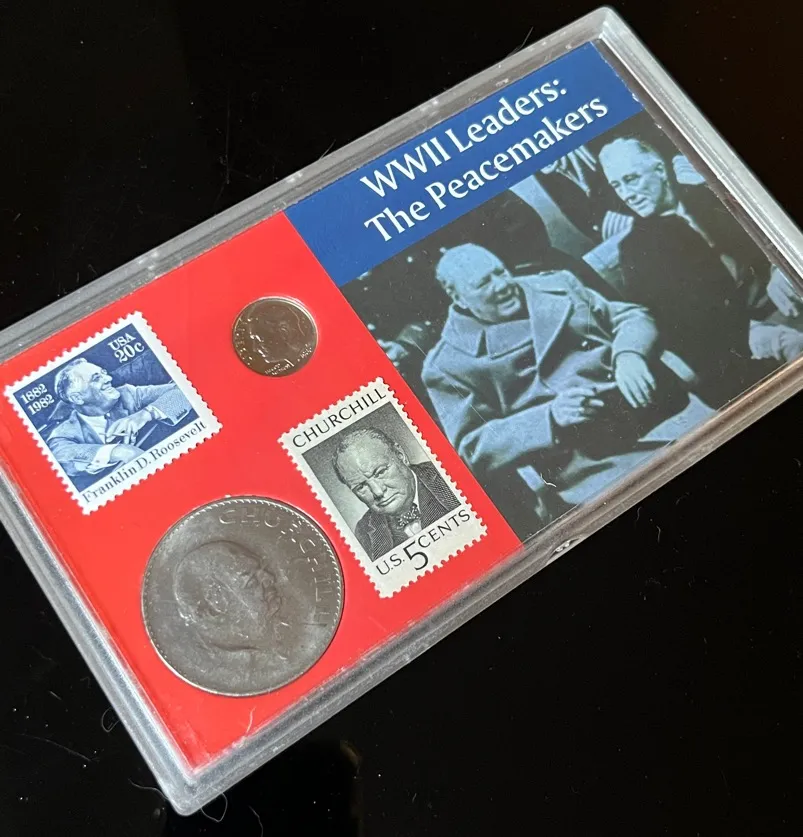 WWII Leaders:
The Peacemakers
USA
20c
1882
1982
Franklin D. Roosevelt
CHURCHILL
U.S. 5 CENTS
CHURCHILL